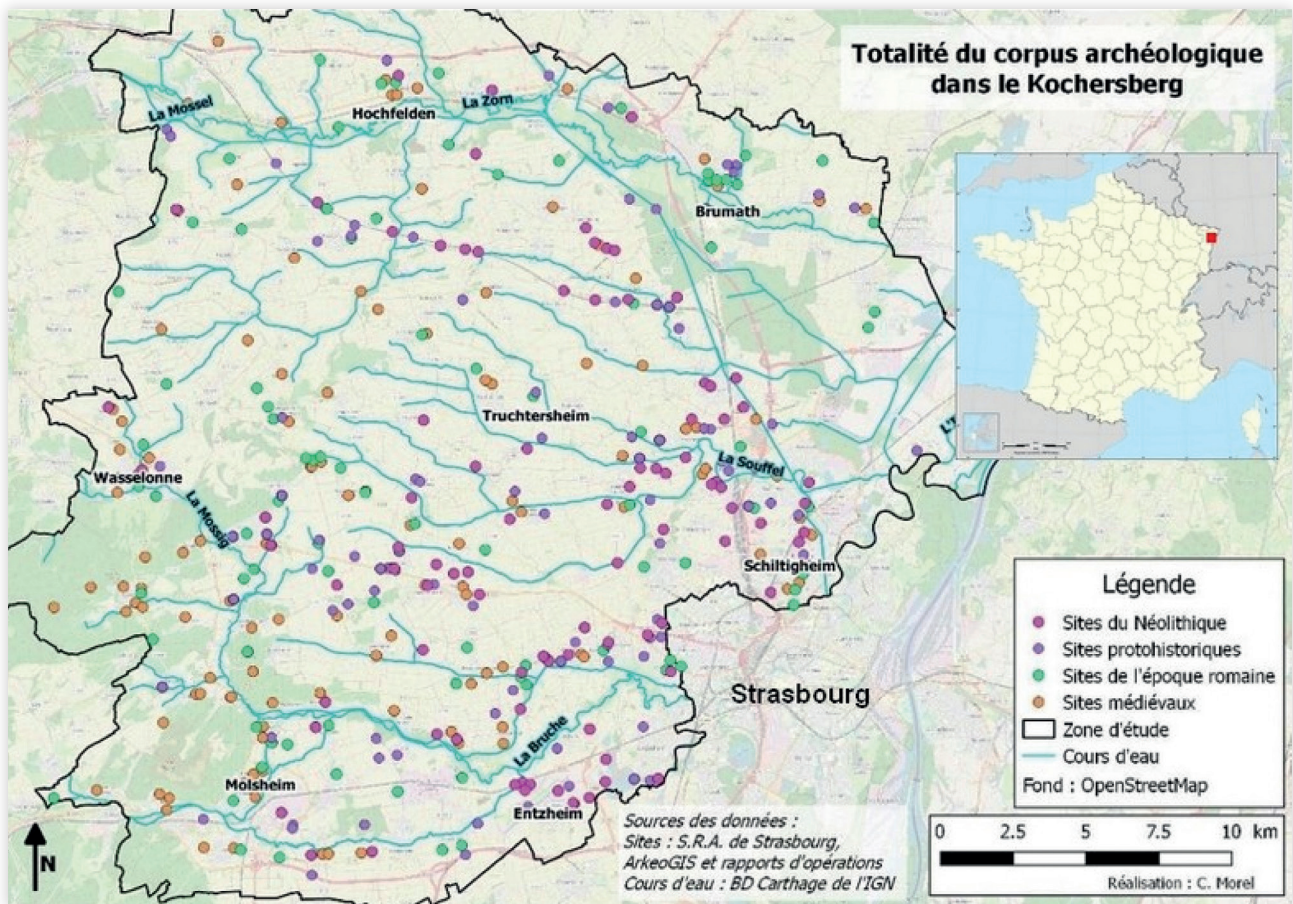 Totalité du corpus archéologique
dans le Kochersberg
La Mossel
Hochfelden
La Zorn
Brumath
Truchtersheim
La Souffel
Wasselonne
La Mossig
Schiltigheim
Strasbourg
La Bruche
Molsheim
Entzheim
N
Légende
Sites du Néolithique
Sites protohistoriques
Sites de l'époque romaine
Sites médiévaux
Zone d'étude
Cours d'eau
Fond : OpenStreetMap
Sources des données :
Sites : S.R.A. de Strasbourg,
ArkeoGIS et rapports d'opérations
Cours d'eau : BD Carthage de l'IGN
0 2.5 5 7.5 10 km
Réalisation : C. Morel